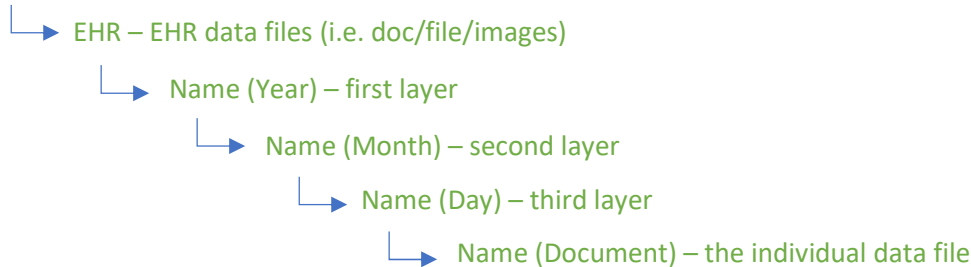 EHR – EHR data files (i.e. doc/file/images)
Name (Year) – first layer
Name (Month) – second layer
Name (Day) – third layer
Name (Document) – the individual data file